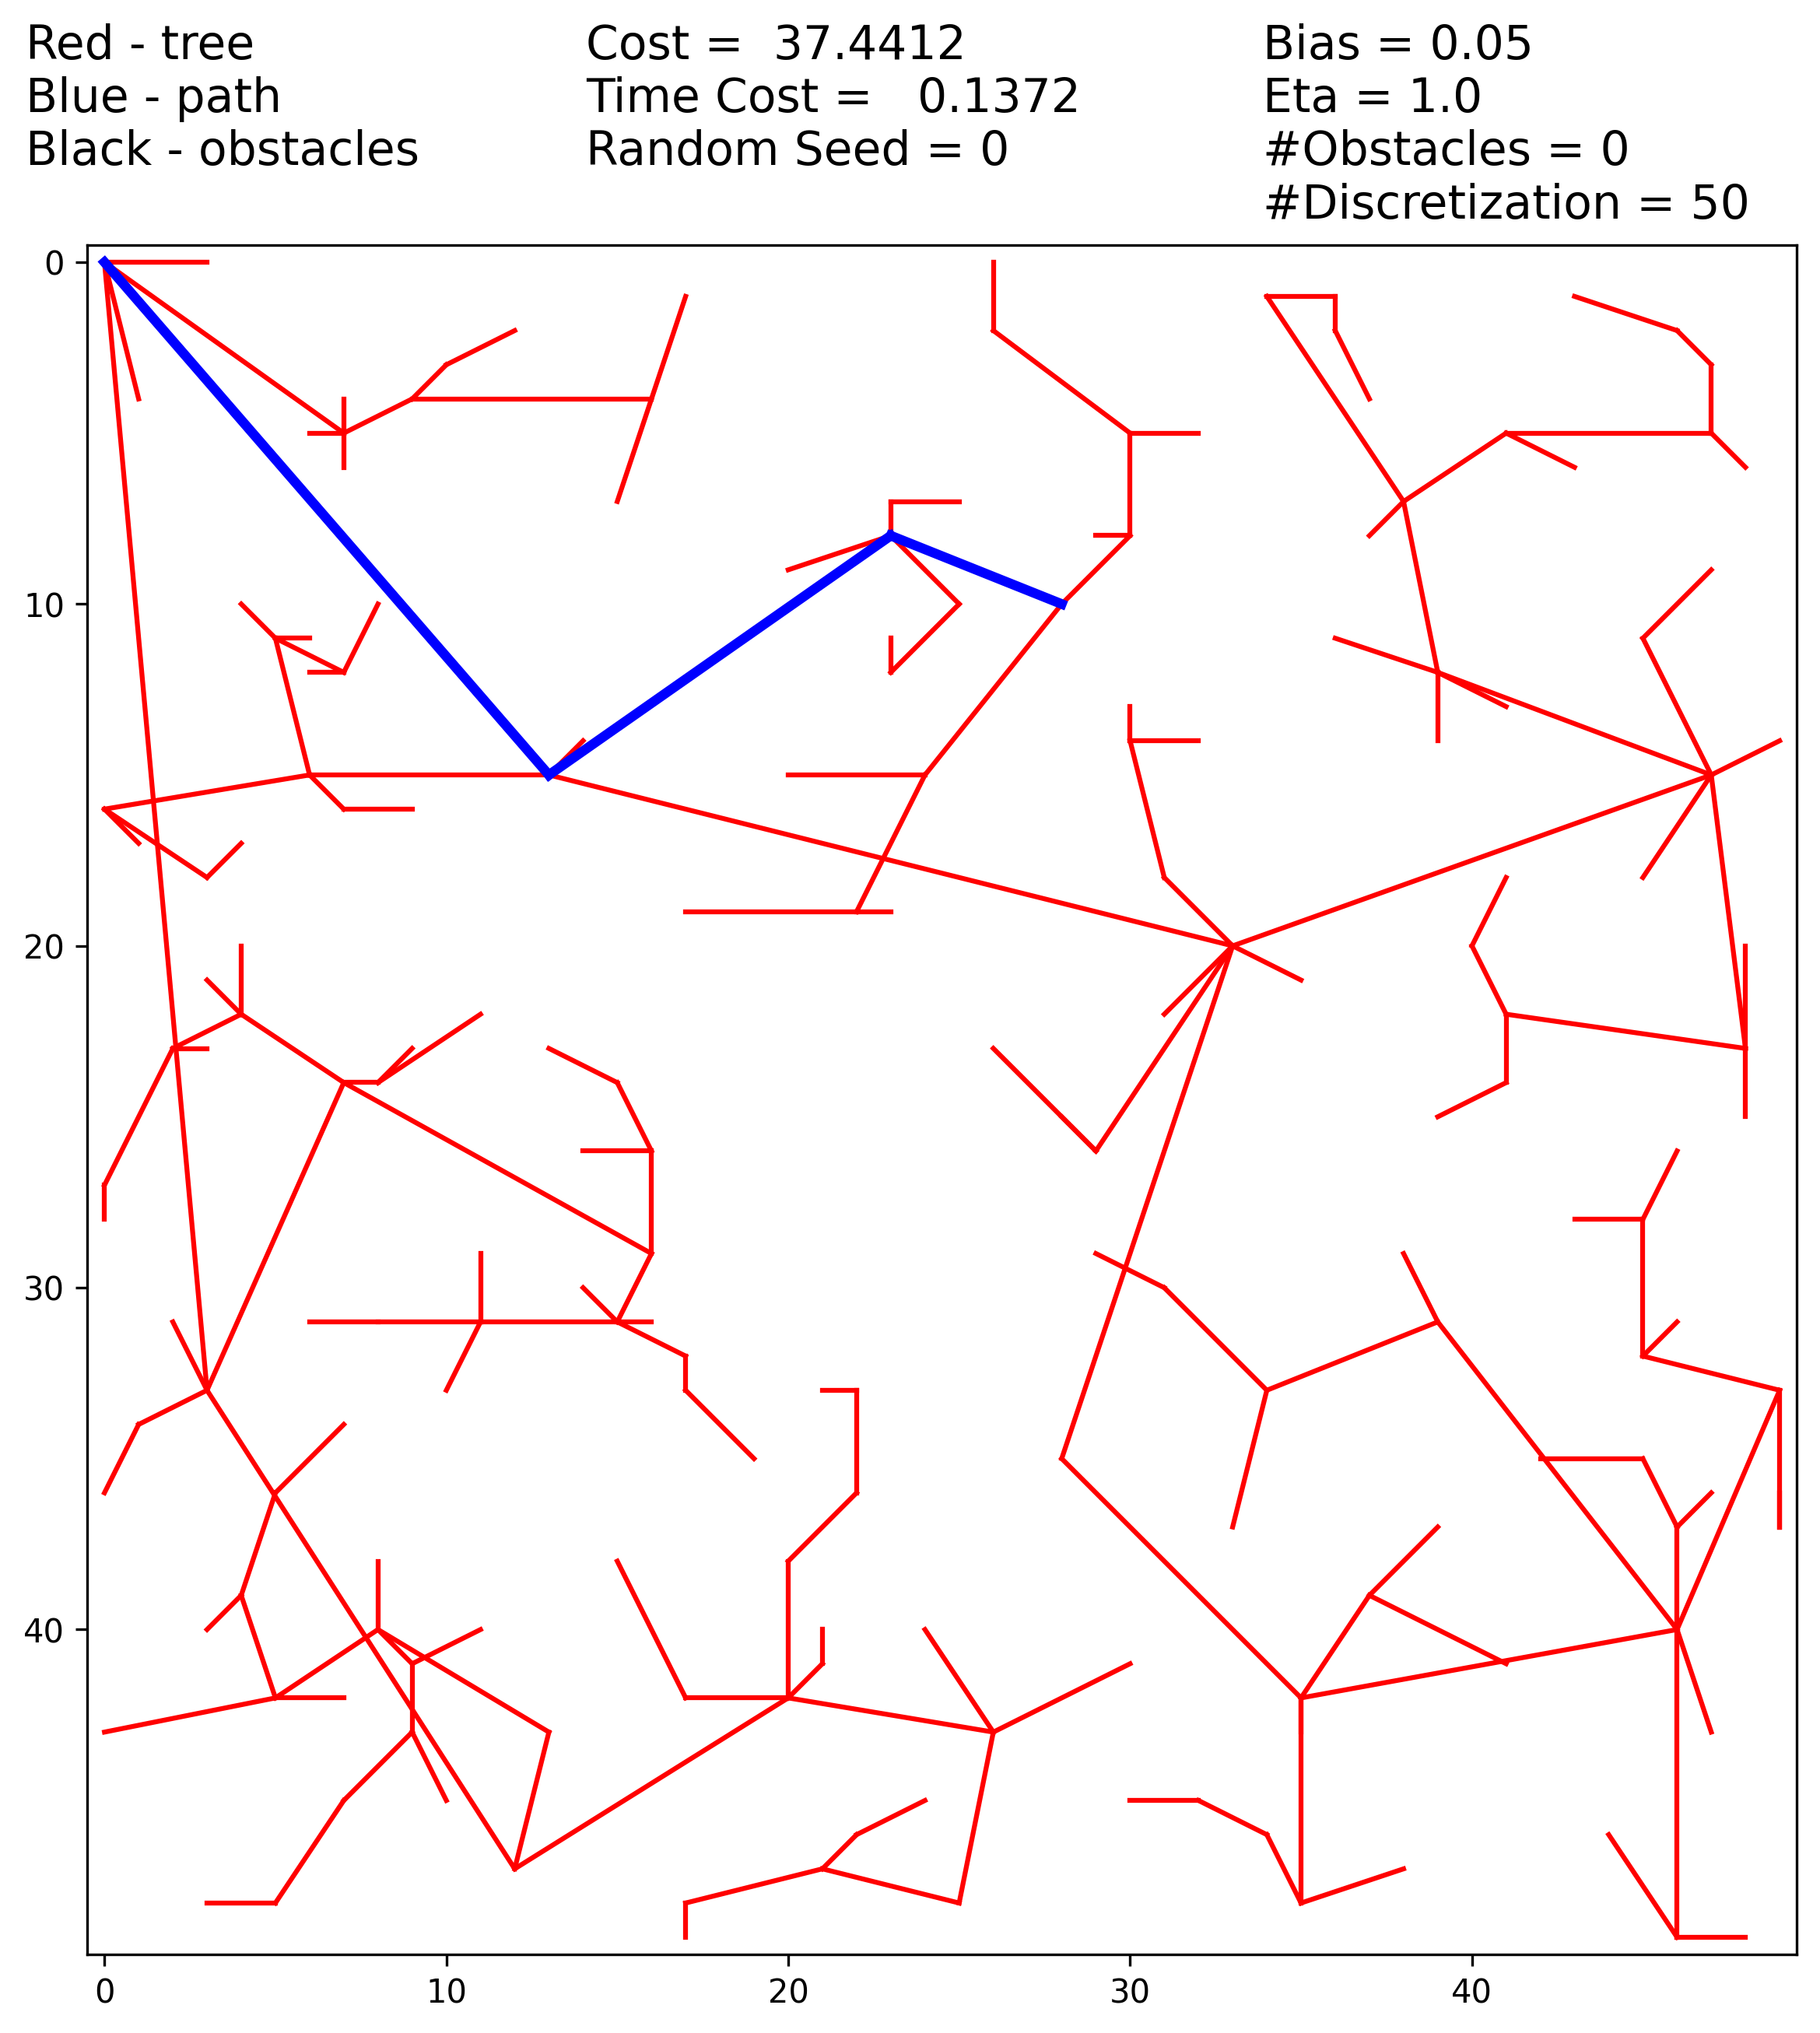 Red - tree
Blue - path
Black - obstacles
Cost =  37.4412
Time Cost =   0.1372
Random Seed = 0
Bias = 0.05
Eta = 1.0
#Obstacles = 0
#Discretization = 50
0
10
20
30
40
0
10
20
30
40